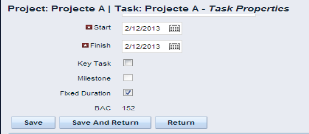 Project: Projecte A | Task: Projecte A - Task Properties
Start 2/12/2013
Finish 2/12/2013
Key Task
Milestone
Fixed Duration
BAC 152
Save Save And Return Return